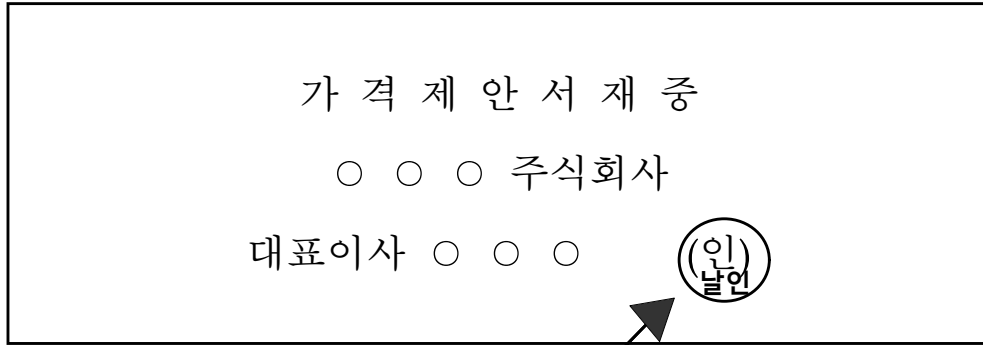 가 격 제 안 서 재 중
○ ○ ○ 주식회사
대표이사 ○ ○ ○ (인)
날인